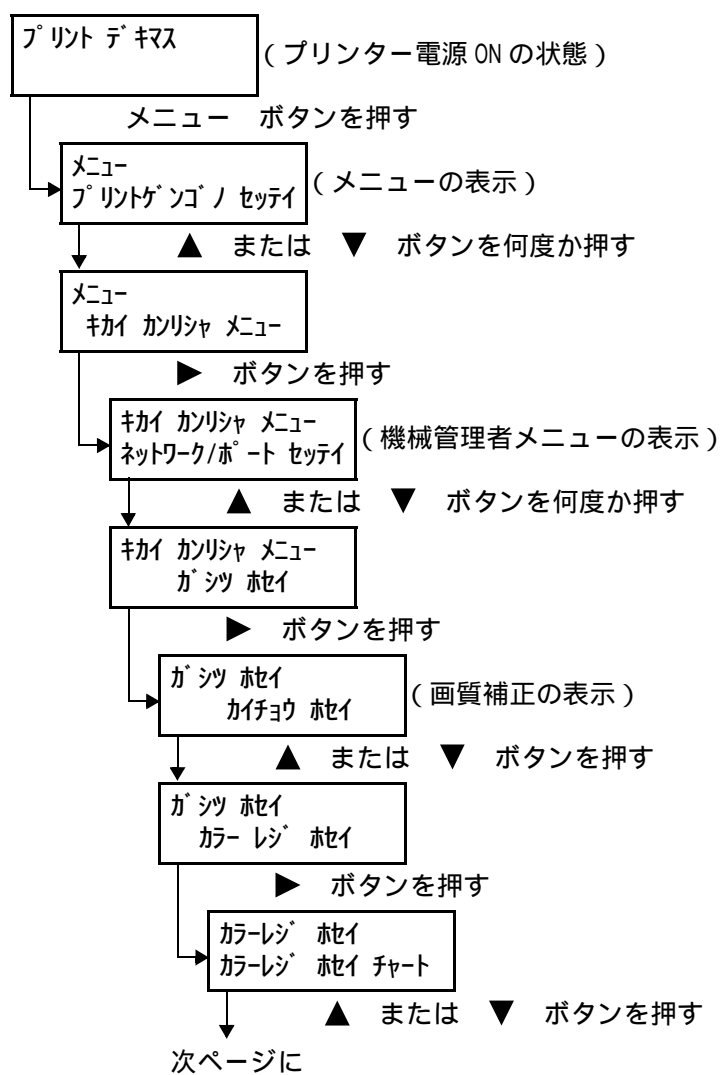 ﾌﾟﾘﾝﾄ ﾃﾞｷﾏｽ
(プリンター電源 ON の状態)
メニュー ボタンを押す
ﾒﾆｭｰ
ﾌﾟﾘﾝﾄｹﾞﾝｺﾞﾉ ｾｯﾃｲ
(メニューの表示)
▲ または ▼ ボタンを何度か押す
ﾒﾆｭｰ
ｷｶｲ ｶﾝﾘｼｬ ﾒﾆｭｰ
▶ ボタンを押す
ｷｶｲ ｶﾝﾘｼｬ ﾒﾆｭｰ
ﾈｯﾄﾜｰｸ/ﾎﾟｰﾄ ｾｯﾃｲ
(機械管理者メニューの表示)
▲ または ▼ ボタンを何度か押す
ｷｶｲ ｶﾝﾘｼｬ ﾒﾆｭｰ
ｶﾞｼﾂ ﾎｾｲ
▶ ボタンを押す
ｶﾞｼﾂ ﾎｾｲ
ｶｲﾁｮｳ ﾎｾｲ
(画質補正の表示)
▲ または ▼ ボタンを押す
ｶﾞｼﾂ ﾎｾｲ
ｶﾗｰ ﾚｼﾞ ﾎｾｲ
▶ ボタンを押す
ｶﾗｰﾚｼﾞ ﾎｾｲ
ｶﾗｰﾚｼﾞ ﾎｾｲ ﾁｬｰﾄ
▲ または ▼ ボタンを押す
次ページに